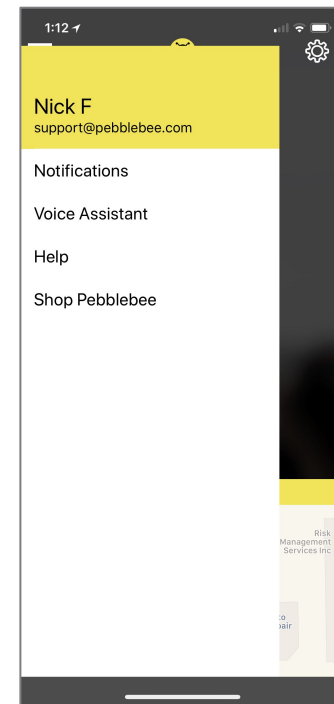 1:12
Nick F
support@pebblebee.com
Notifications
Voice Assistant
Help
Shop Pebblebee
Risk
Management
Services Inc